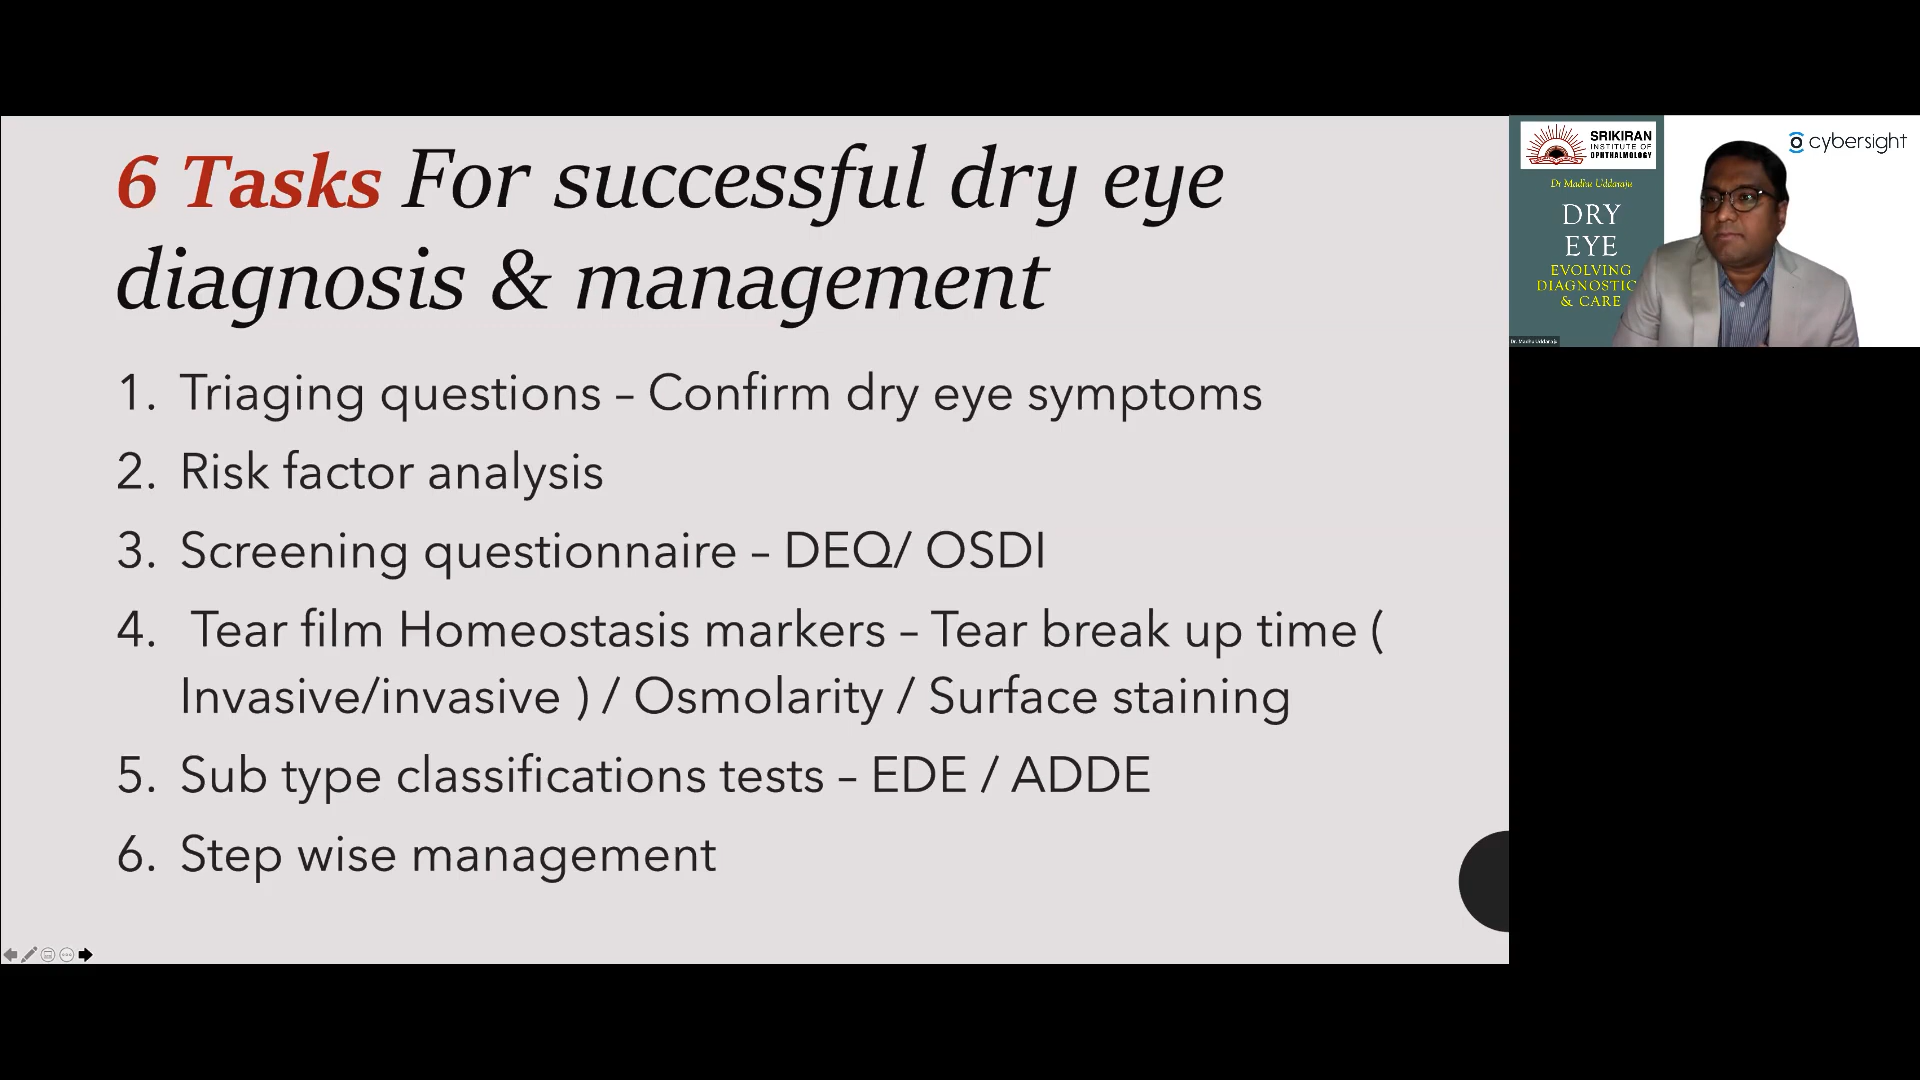 6 Tasks For successful dry eye
diagnosis & management
1. Triaging questions – Confirm dry eye symptoms
2. Risk factor analysis
3. Screening questionnaire – DEQ/ OSDI
4. Tear film Homeostasis markers – Tear break up time (
Invasive/invasive ) / Osmolarity / Surface staining
5. Sub type classifications tests – EDE / ADDE
6. Step wise management
SRIKIRAN
INSTITUTE OF
OPHTHALMOLOGY
Dr Madhu Uddaraju
DRY
EYE
EVOLVING
DIAGNOSTIC
& CARE
Dr. Madhu Uddaraju
cybersight